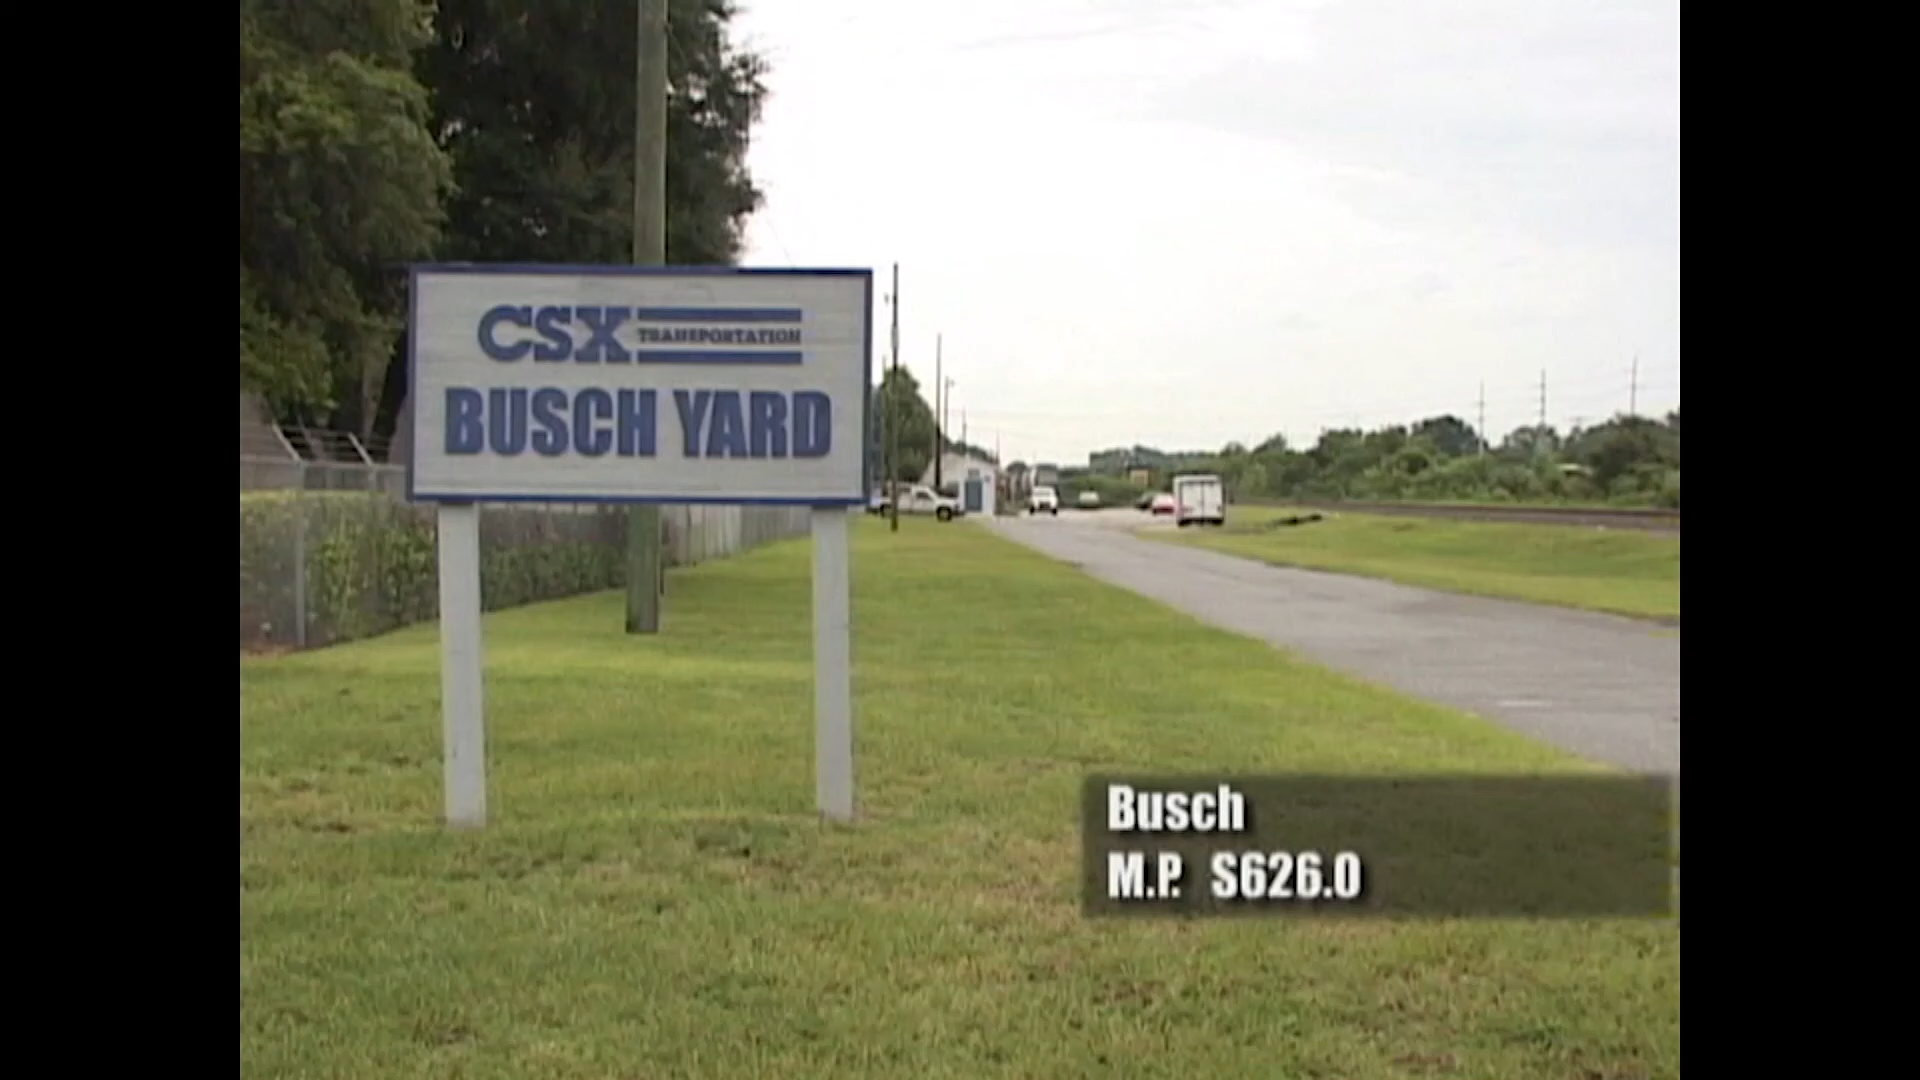 CSX TRANSPORTATION
BUSCH YARD
Busch
M.P. S626.0